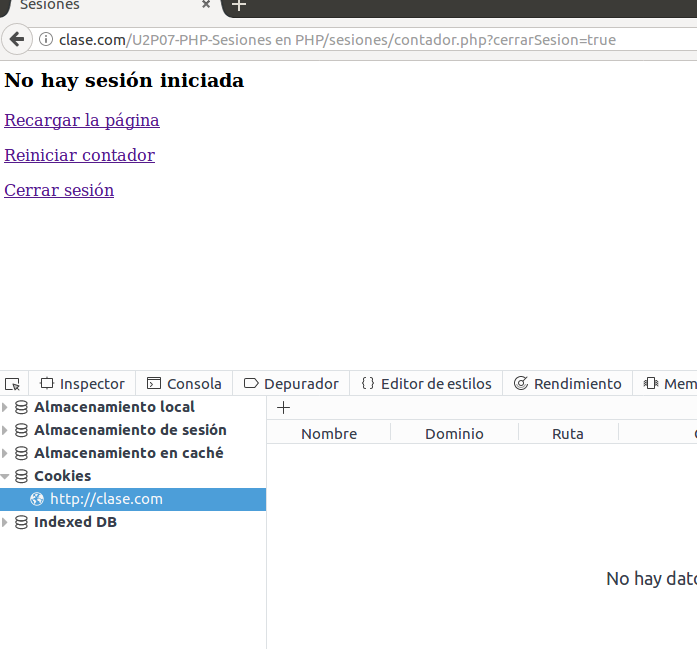 Sesiones
clase.com/U2P07-PHP-Sesiones en PHP/sesiones/contador.php?cerrarSesion=true
No hay sesión iniciada
Recargar la página
Reiniciar contador
Cerrar sesión
Inspector Consola Depurador Editor de estilos Rendimiento Mem
Almacenamiento local
Almacenamiento de sesión
Nombre Dominio Ruta
Almacenamiento en caché
Cookies
http://clase.com
Indexed DB
No hay dato